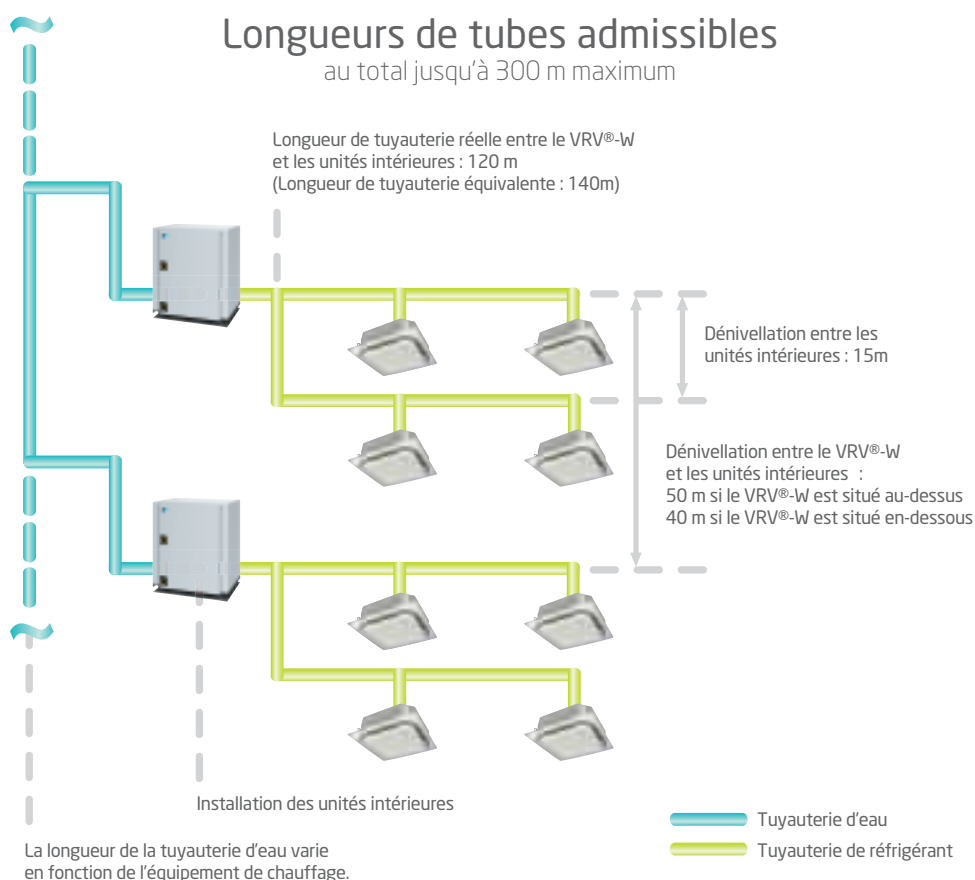 Longueurs de tubes admissibles
au total jusqu'à 300 m maximum
Longueur de tuyauterie réelle entre le VRV®-W
et les unités intérieures : 120 m
(Longueur de tuyauterie équivalente : 140m)
Dénivellation entre les
unités intérieures : 15m
Dénivellation entre le VRV®-W
et les unités intérieures :
50 m si le VRV®-W est situé au-dessus
40 m si le VRV®-W est situé en-dessous
Installation des unités intérieures
La longueur de la tuyauterie d'eau varie
en fonction de l'équipement de chauffage.
Tuyauterie d'eau
Tuyauterie de réfrigérant